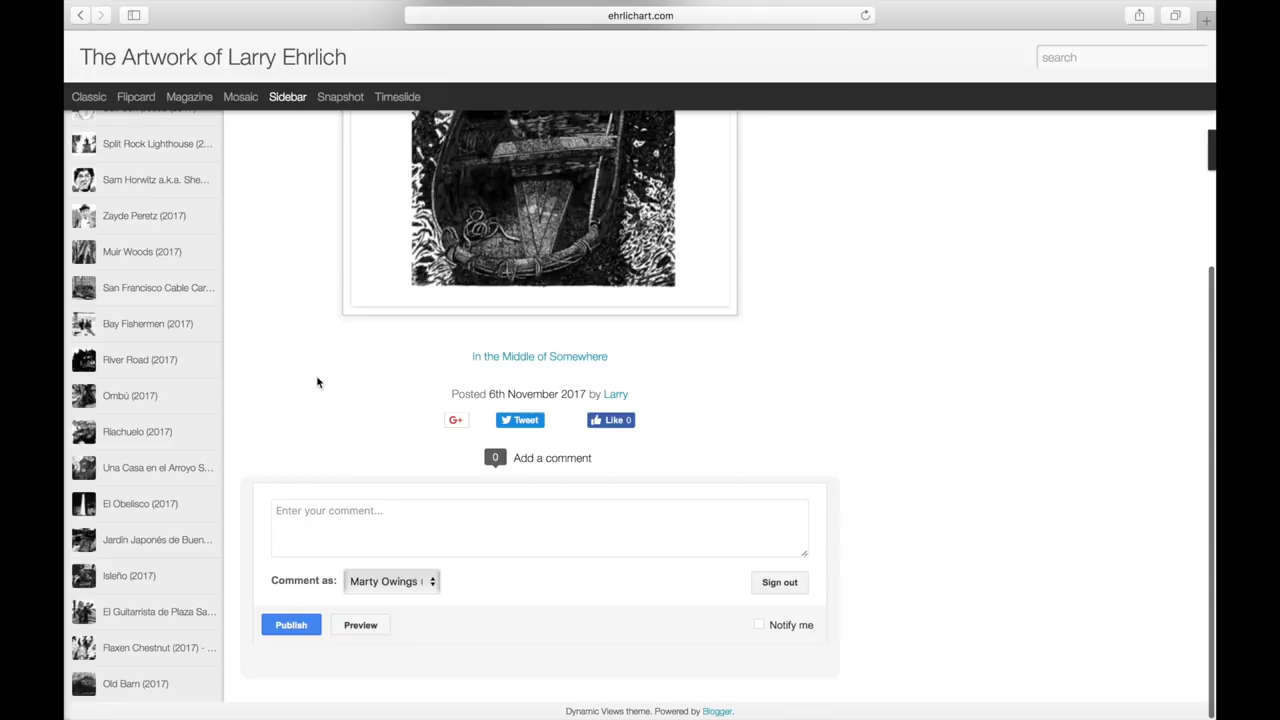 ehrlichart.com
The Artwork of Larry Ehrlich
search
Classic Flipcard Magazine Mosaic Sidebar Snapshot Timeslide
Split Rock Lighthouse (2...
Sam Horwitz a.k.a. She...
Zayde Peretz (2017)
Muir Woods (2017)
San Francisco Cable Car...
Bay Fishermen (2017)
River Road (2017)
Ombú (2017)
Riachuelo (2017)
Una Casa en el Arroyo S...
El Obelisco (2017)
Jardín Japonés de Buen...
Isleño (2017)
El Guitarrista de Plaza Sa...
Flaxen Chestnut (2017) - ...
Old Barn (2017)
In the Middle of Somewhere
Posted 6th November 2017 by Larry
G+ Tweet Like 0
0 Add a comment
Enter your comment...
Comment as: Marty Owings Sign out
Publish Preview Notify me
Dynamic Views theme. Powered by Blogger.